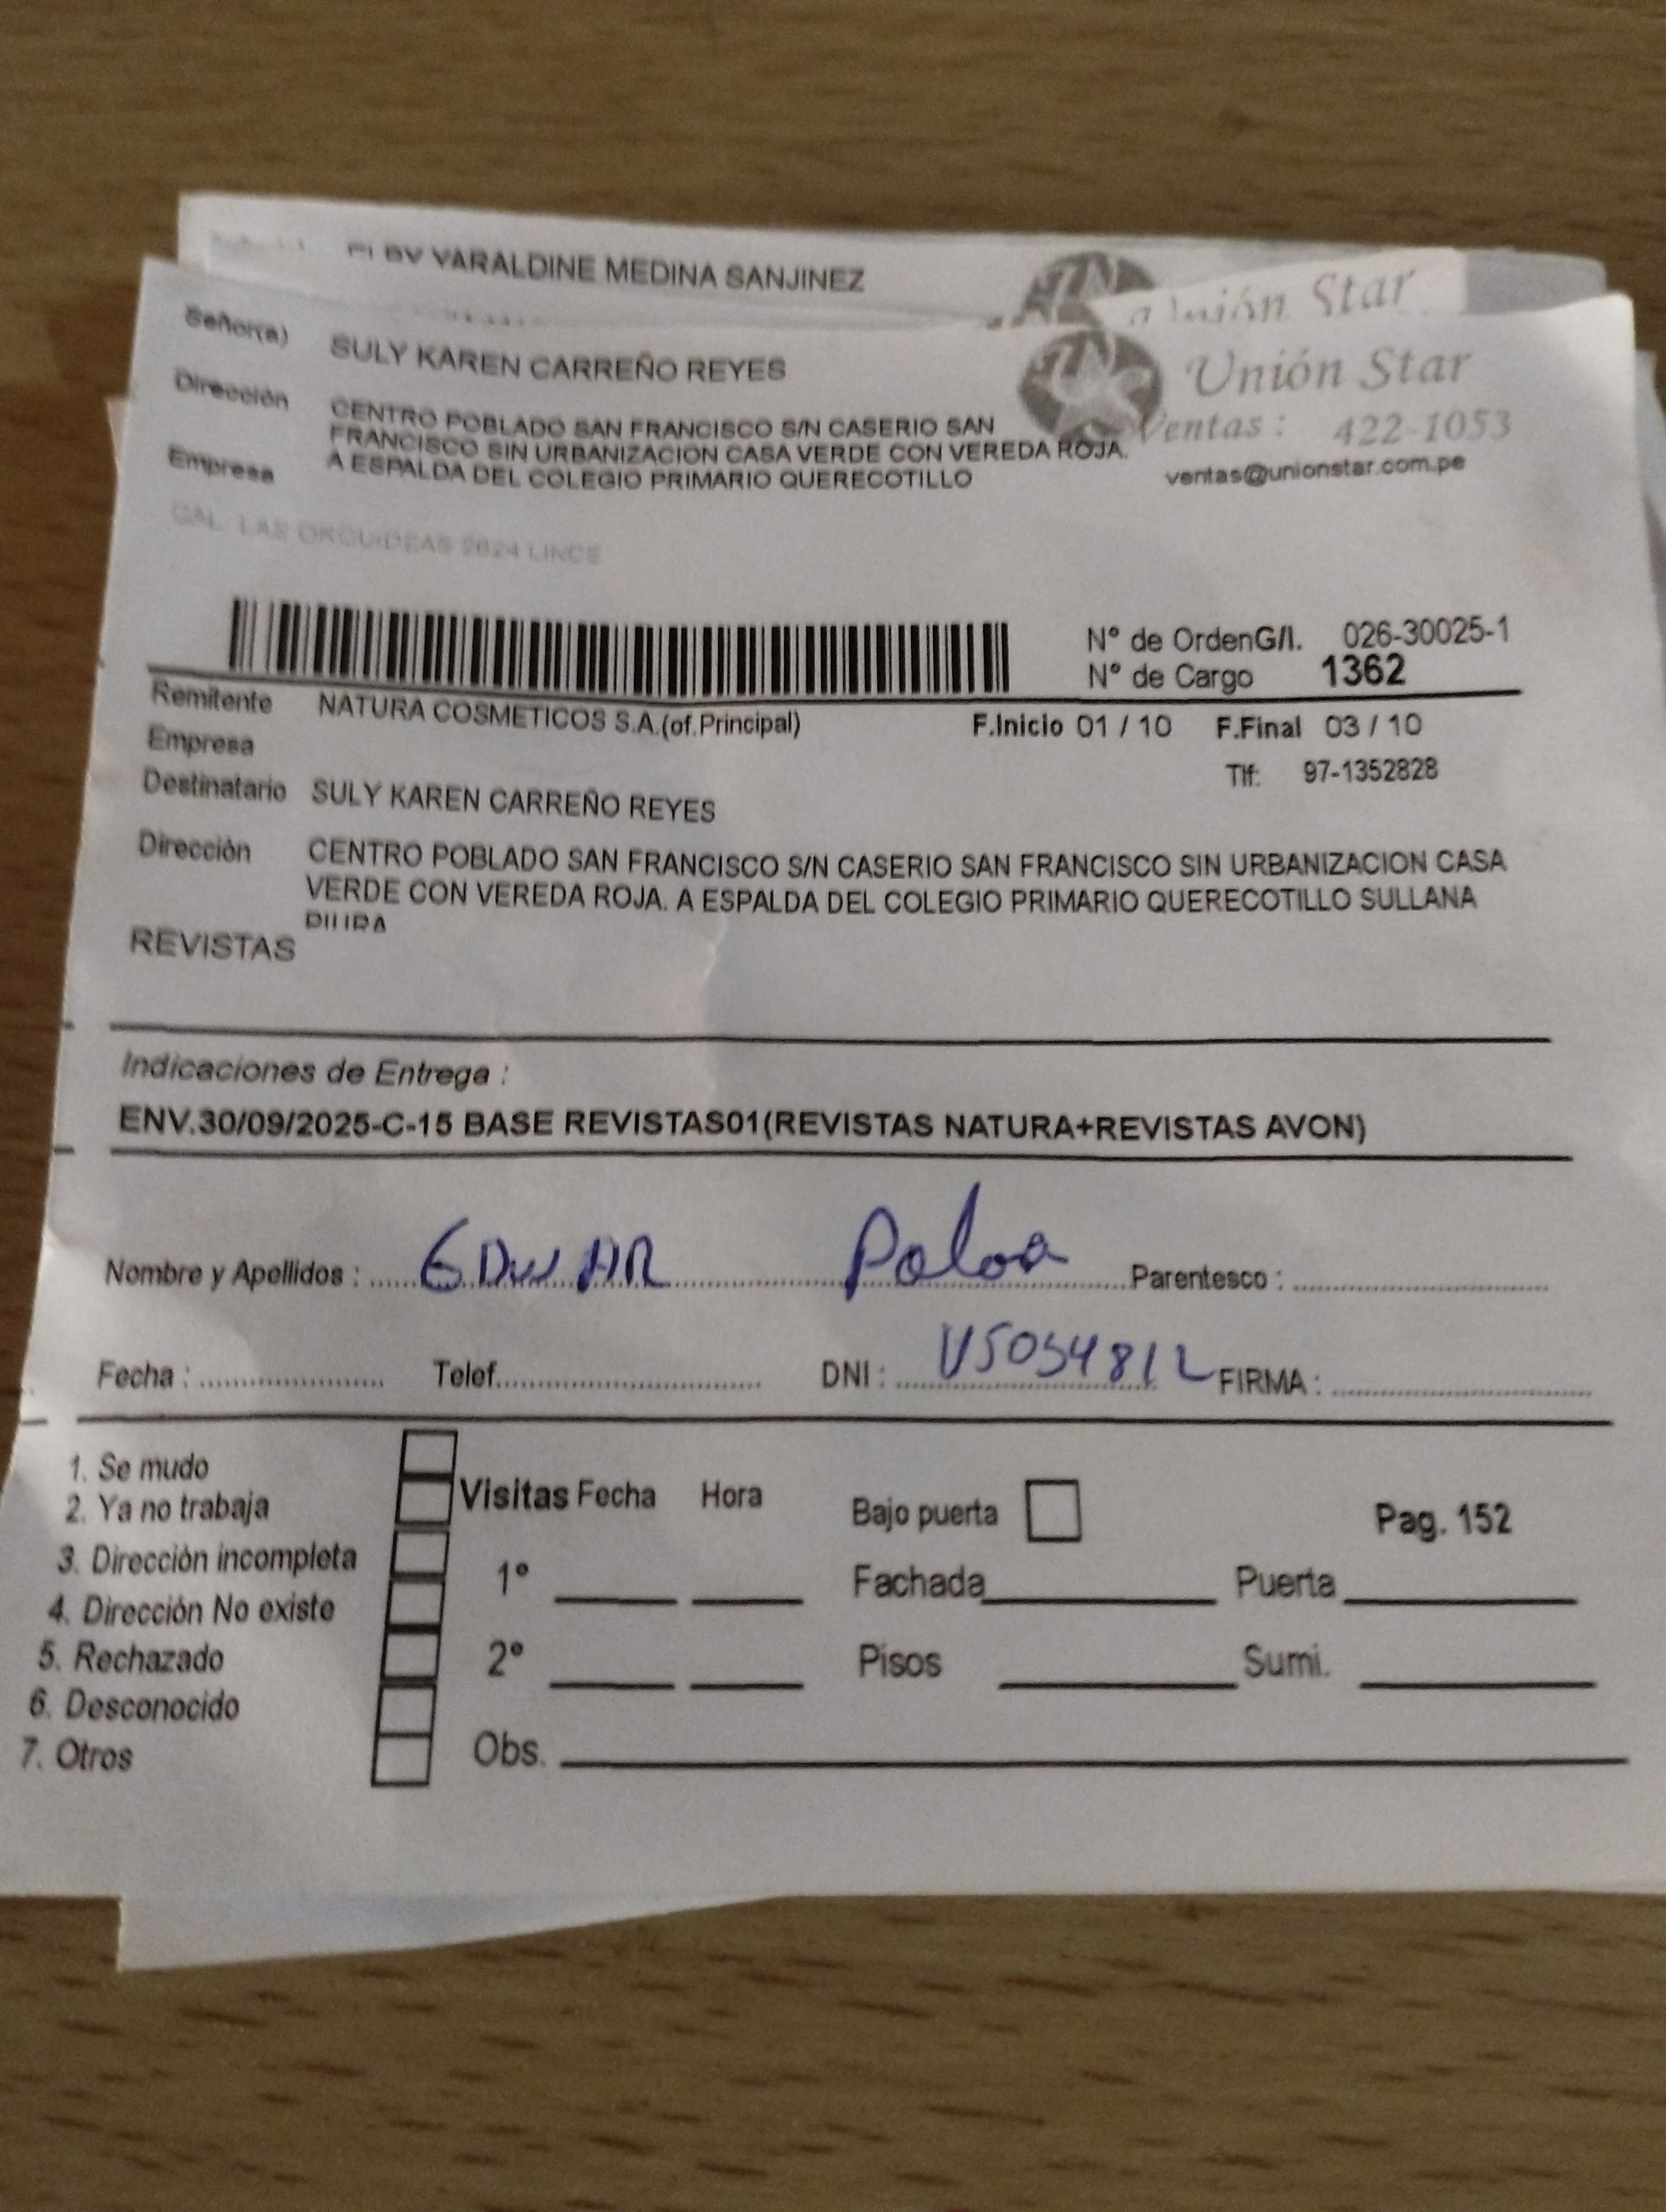 VARALDINE MEDINA SANJINEZ
Unión Star
Señor(a) SULY KAREN CARREÑO REYES
Unión Star
Dirección CENTRO POBLADO SAN FRANCISCO S/N CASERIO SAN
FRANCISCO SIN URBANIZACION CASA VERDE CON VEREDA ROJA.
A ESPALDA DEL COLEGIO PRIMARIO QUERECOTILLO
Ventas : 422-1053
ventas@unionstar.com.pe
Empresa
CAL. LAS ORQUIDEAS 2624 LINCE
N° de OrdenG/I. 026-30025-1
N° de Cargo 1362
Remitente NATURA COSMETICOS S.A.(of.Principal) F.Inicio 01 / 10 F.Final 03 / 10
Empresa
Tlf: 97-1352828
Destinatario SULY KAREN CARREÑO REYES
Dirección CENTRO POBLADO SAN FRANCISCO S/N CASERIO SAN FRANCISCO SIN URBANIZACION CASA
VERDE CON VEREDA ROJA. A ESPALDA DEL COLEGIO PRIMARIO QUERECOTILLO SULLANA
PIURA
REVISTAS
Indicaciones de Entrega :
ENV.30/09/2025-C-15 BASE REVISTAS01(REVISTAS NATURA+REVISTAS AVON)
Nombre y Apellidos : EDWAR Parentesco :
Fecha : Telef. DNI : FIRMA :
1. Se mudo
2. Ya no trabaja
3. Dirección incompleta
4. Dirección No existe
5. Rechazado
6. Desconocido
7. Otros
Visitas Fecha Hora
1°
2°
Obs.
Bajo puerta Pag. 152
Fachada Puerta
Pisos Sumi.